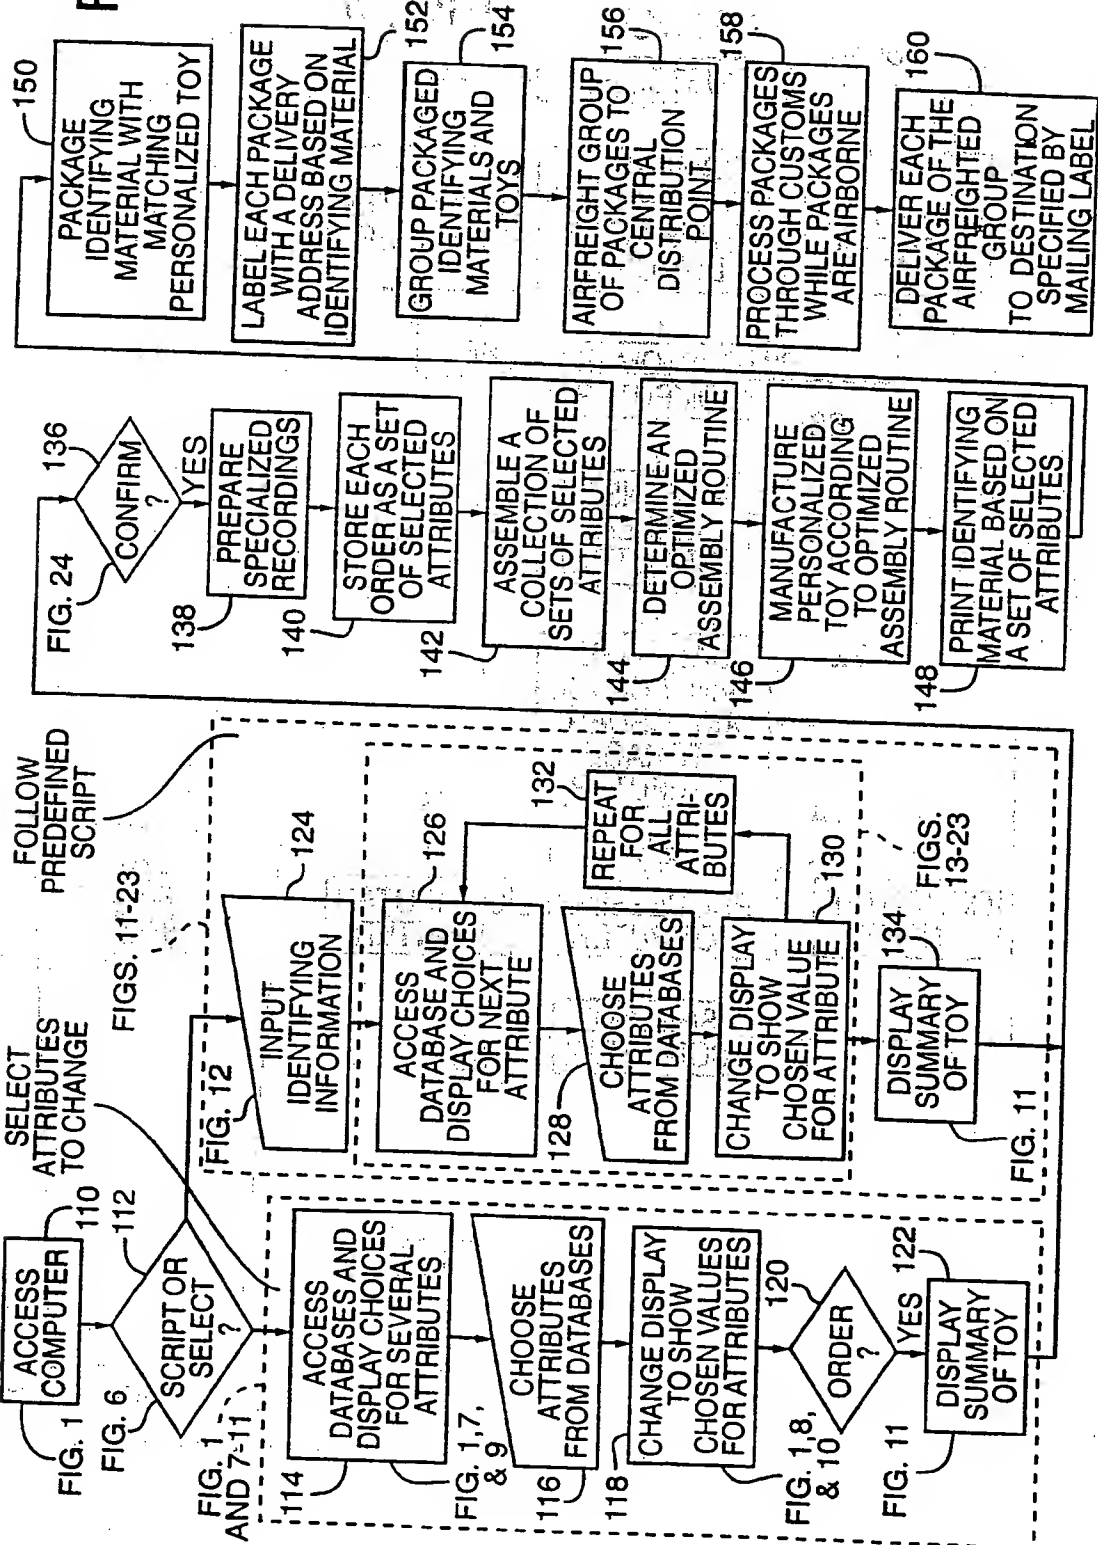 F
ACCESS
COMPUTER
110
FIG. 1
SCRIPT OR
SELECT
?
112
FIG. 6
SELECT
ATTRIBUTES
TO CHANGE
FIG. 1
AND 7-11
ACCESS
DATABASES AND
DISPLAY CHOICES
FOR SEVERAL
ATTRIBUTES
114
FIG. 1,7,
& 9
CHOOSE
ATTRIBUTES
FROM DATABASES
116
CHANGE DISPLAY
TO SHOW
CHOSEN VALUES
FOR ATTRIBUTES
118
FIG. 1,8,
& 10
ORDER
?
120
YES
DISPLAY
SUMMARY
OF TOY
122
FIG. 11
FOLLOW
PREDEFINED
SCRIPT
FIGS. 11-23
INPUT
IDENTIFYING
INFORMATION
124
FIG. 12
ACCESS
DATABASE AND
DISPLAY CHOICES
FOR NEXT
ATTRIBUTE
126
CHOOSE
ATTRIBUTES
FROM DATABASES
128
CHANGE DISPLAY
TO SHOW
CHOSEN VALUE
FOR ATTRIBUTE
130
REPEAT
FOR
ALL
ATTRI-
BUTES
132
FIGS.
13-23
DISPLAY
SUMMARY
OF TOY
134
FIG. 11
CONFIRM
?
136
FIG. 24
YES
PREPARE
SPECIALIZED
RECORDINGS
138
STORE EACH
ORDER AS A SET
OF SELECTED
ATTRIBUTES
140
ASSEMBLE A
COLLECTION OF
SETS OF SELECTED
ATTRIBUTES
142
DETERMINE AN
OPTIMIZED
ASSEMBLY ROUTINE
144
MANUFACTURE
PERSONALIZED
TOY ACCORDING
TO OPTIMIZED
ASSEMBLY ROUTINE
146
PRINT IDENTIFYING
MATERIAL BASED ON
A SET OF SELECTED
ATTRIBUTES
148
PACKAGE
IDENTIFYING
MATERIAL WITH
MATCHING
PERSONALIZED TOY
150
LABEL EACH PACKAGE
WITH A DELIVERY
ADDRESS BASED ON
IDENTIFYING MATERIAL
152
GROUP PACKAGED
IDENTIFYING
MATERIALS AND
TOYS
154
AIRFREIGHT GROUP
OF PACKAGES TO
CENTRAL
DISTRIBUTION
POINT
156
PROCESS PACKAGES
THROUGH CUSTOMS
WHILE PACKAGES
ARE AIRBORNE
158
DELIVER EACH
PACKAGE OF THE
AIRFREIGHTED
GROUP
TO DESTINATION
SPECIFIED BY
MAILING LABEL
160